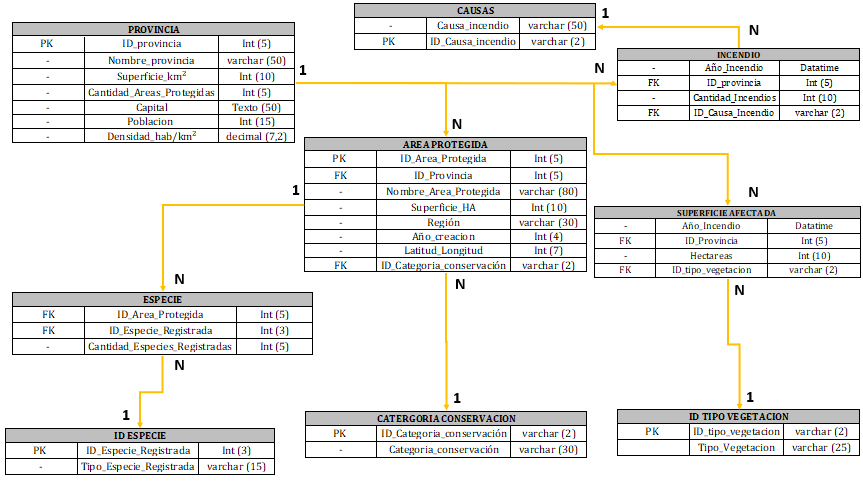 PROVINCIA
PK ID_provincia Int (5)
- Nombre_provincia varchar (50)
- Superficie_km² Int (10)
- Cantidad_Areas_Protegidas Int (5)
- Capital Texto (50)
- Poblacion Int (15)
- Densidad_hab/km² decimal (7,2)
CAUSAS
- Causa_incendio varchar (50)
PK ID_Causa_incendio varchar (2)
1
N
INCENDIO
- Año_Incendio Datatime
FK ID_provincia Int (5)
- Cantidad_Incendios Int (10)
FK ID_Causa_Incendio varchar (2)
1
N
N
AREA PROTEGIDA
PK ID_Area_Protegida Int (5)
FK ID_Provincia Int (5)
- Nombre_Area_Protegida varchar (80)
- Superficie_HA Int (10)
- Región varchar (30)
- Año_creacion Int (4)
- Latitud_Longitud Int (7)
FK ID_Categoria_conservación varchar (2)
1
N
SUPERFICIE AFECTADA
- Año_Incendio Datatime
FK ID_Provincia Int (5)
- Hectareas Int (10)
FK ID_tipo_vegetacion varchar (2)
N
N
N
ESPECIE
FK ID_Area_Protegida Int (5)
FK ID_Especie_Registrada Int (3)
- Cantidad_Especies_Registradas Int (5)
N
1
1
1
ID ESPECIE
PK ID_Especie_Registrada Int (3)
- Tipo_Especie_Registrada varchar (15)
CATERGORIA CONSERVACION
PK ID_Categoria_conservación varchar (2)
- Categoria_conservación varchar (30)
ID TIPO VEGETACION
PK ID_tipo_vegetacion varchar (2)
Tipo_Vegetacion varchar (25)